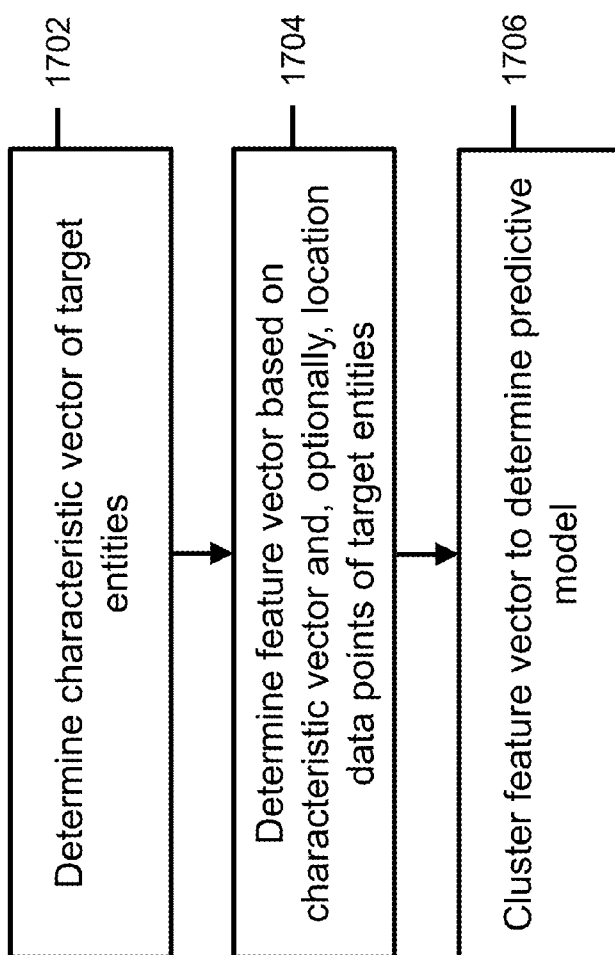 Determine characteristic vector of target
entities
1702
Determine feature vector based on
characteristic vector and, optionally, location
data points of target entities
1704
Cluster feature vector to determine predictive
model
1706